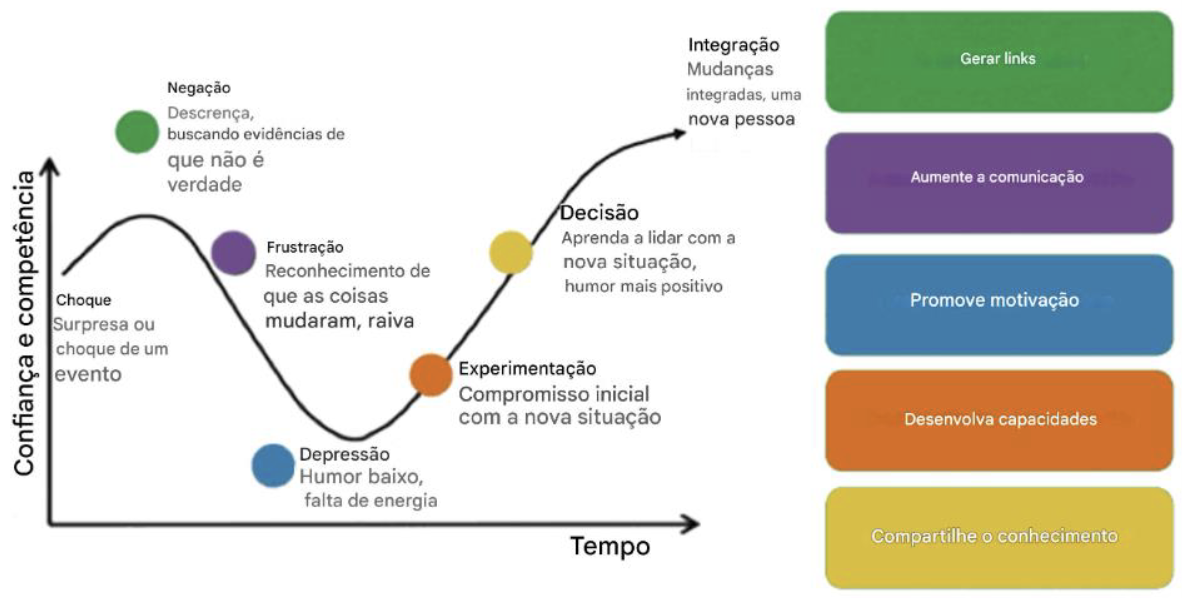 Confiança e competência
Choque
Surpresa ou
choque de um
evento
Negação
Descrença,
buscando evidências de
que não é
verdade
Frustração
Reconhecimento de
que as coisas
mudaram, raiva
Depressão
Humor baixo,
falta de energia
Experimentação
Compromisso inicial
com a nova situação
Decisão
Aprenda a lidar com a
nova situação,
humor mais positivo
Integração
Mudanças
integradas, uma
nova pessoa
Tempo
Gerar links
Aumente a comunicação
Promove motivação
Desenvolva capacidades
Compartilhe o conhecimento